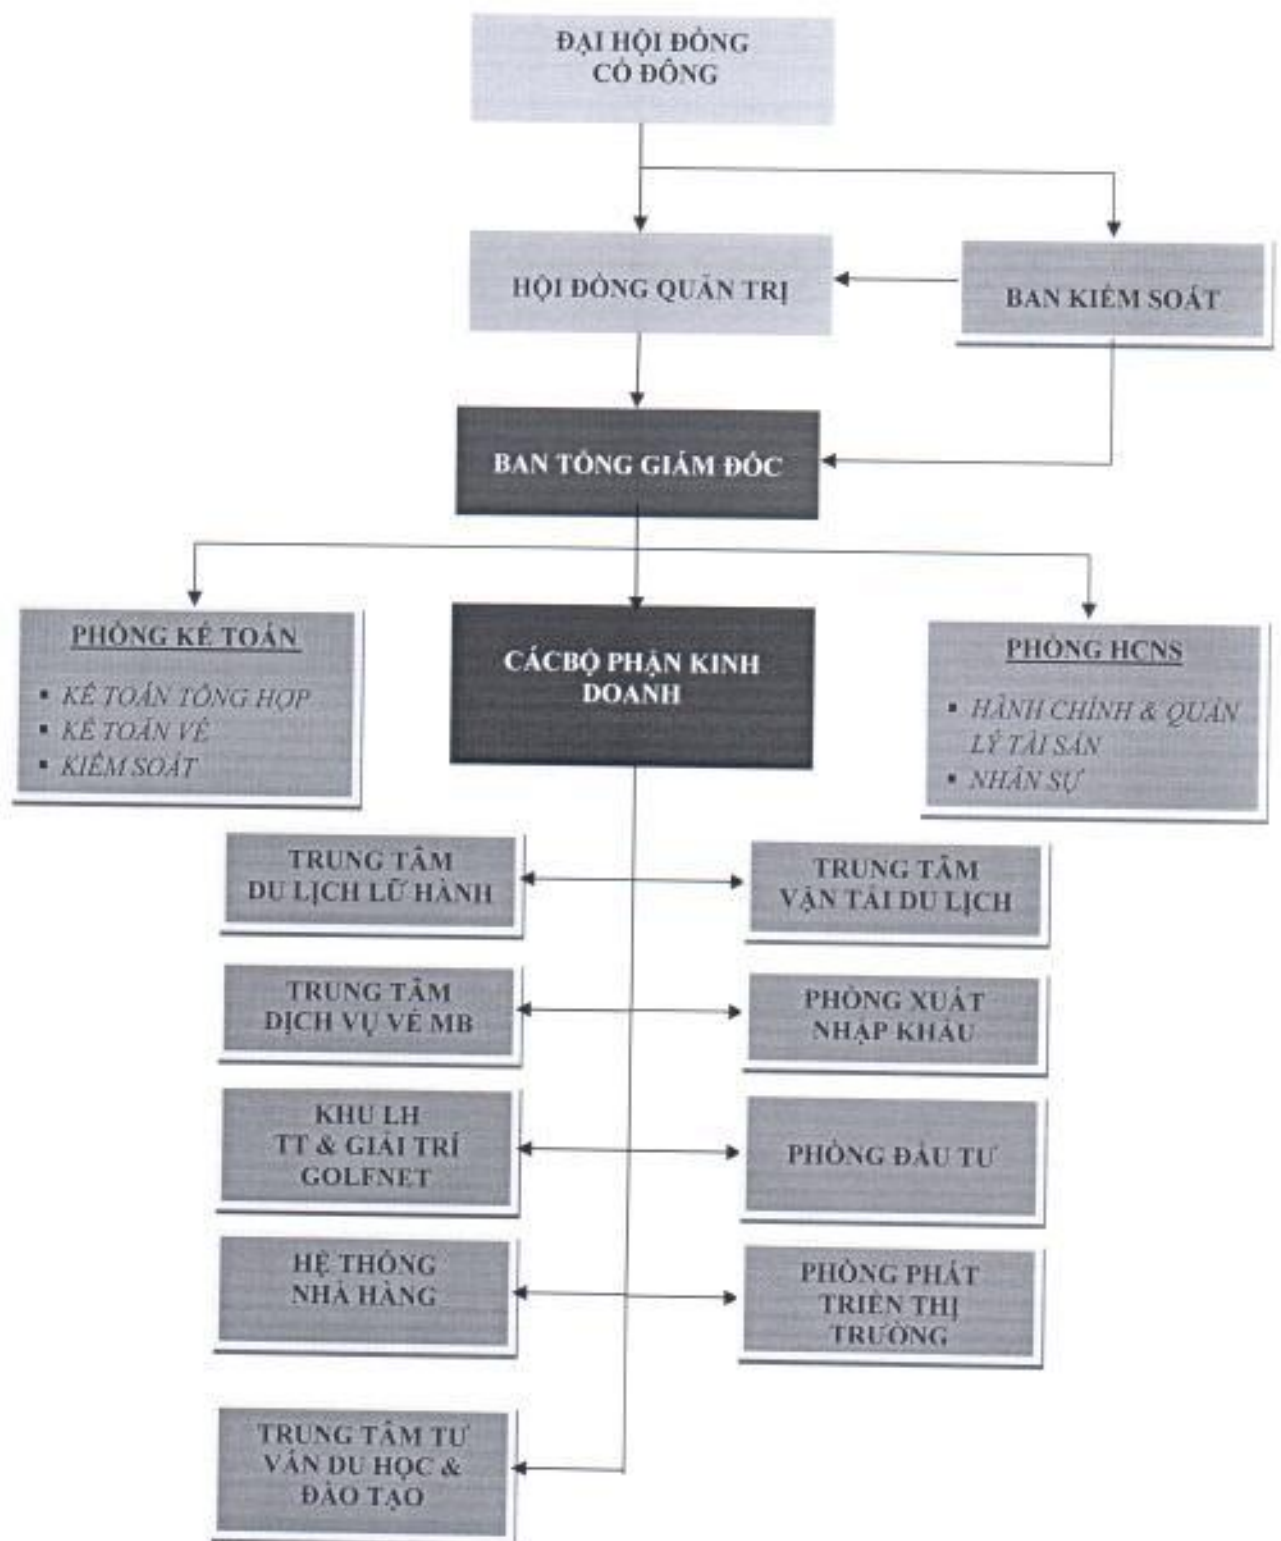 ĐẠI HỘI ĐỒNG
CỔ ĐÔNG
HỘI ĐỒNG QUẢN TRỊ
BAN KIỂM SOÁT
BAN TỔNG GIÁM ĐỐC
PHÒNG KẾ TOÁN
▪ KẾ TOÁN TỔNG HỢP
▪ KẾ TOÁN VÉ
▪ KIỂM SOÁT
CÁCBỘ PHẬN KINH
DOANH
PHÒNG HCNS
▪ HÀNH CHÍNH & QUẢN
LÝ TÀI SẢN
▪ NHÂN SỰ
TRUNG TÂM
DU LỊCH LỮ HÀNH
TRUNG TÂM
VẬN TẢI DU LỊCH
TRUNG TÂM
DỊCH VỤ VÉ MB
PHÒNG XUẤT
NHẬP KHẨU
KHU LH
TT & GIẢI TRÍ
GOLFNET
PHÒNG ĐẦU TƯ
HỆ THỐNG
NHÀ HÀNG
PHÒNG PHÁT
TRIỂN THỊ
TRƯỜNG
TRUNG TÂM TƯ
VẤN DU HỌC &
ĐÀO TẠO